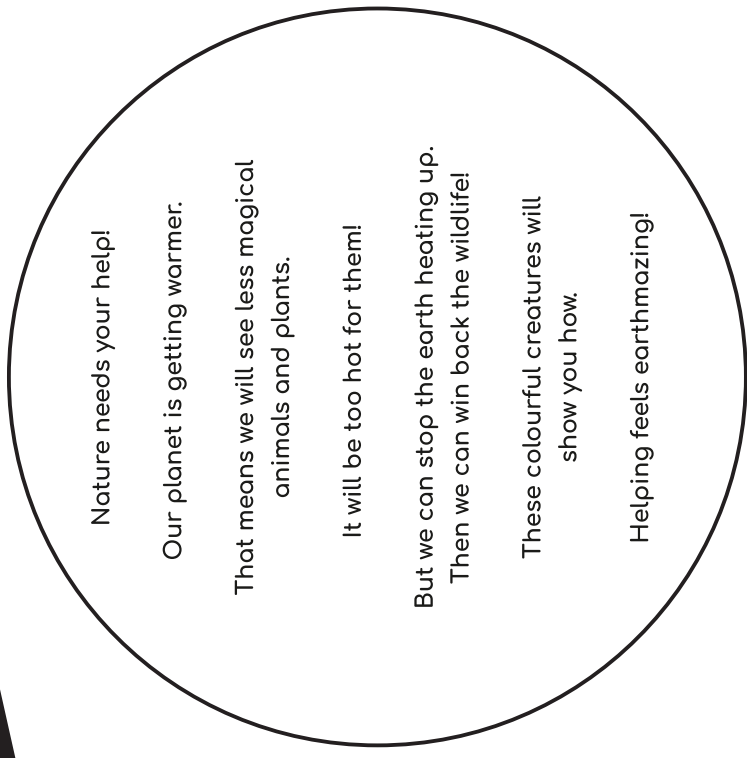 Nature needs your help!
Our planet is getting warmer.
That means we will see less magical
animals and plants.
It will be too hot for them!
But we can stop the earth heating up.
Then we can win back the wildlife!
These colourful creatures will
show you how.
Helping feels earthmazing!